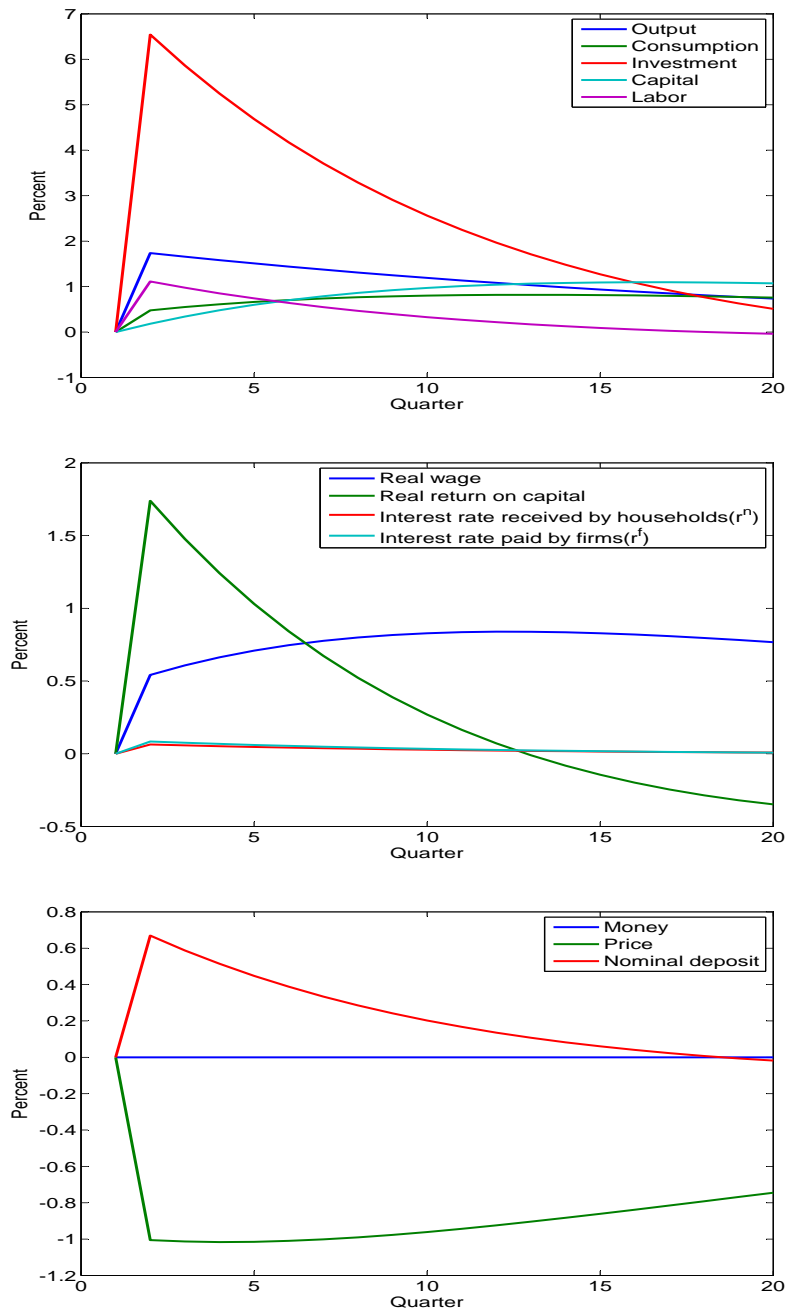 7
6
5
4
3
2
1
0
-1
Percent
Output
Consumption
Investment
Capital
Labor
0
5
10
15
20
Quarter
2
1.5
1
0.5
0
-0.5
Percent
Real wage
Real return on capital
Interest rate received by households(r^n)
Interest rate paid by firms(r^f)
0
5
10
15
20
Quarter
0.8
0.6
0.4
0.2
0
-0.2
-0.4
-0.6
-0.8
-1
-1.2
Percent
Money
Price
Nominal deposit
0
5
10
15
20
Quarter